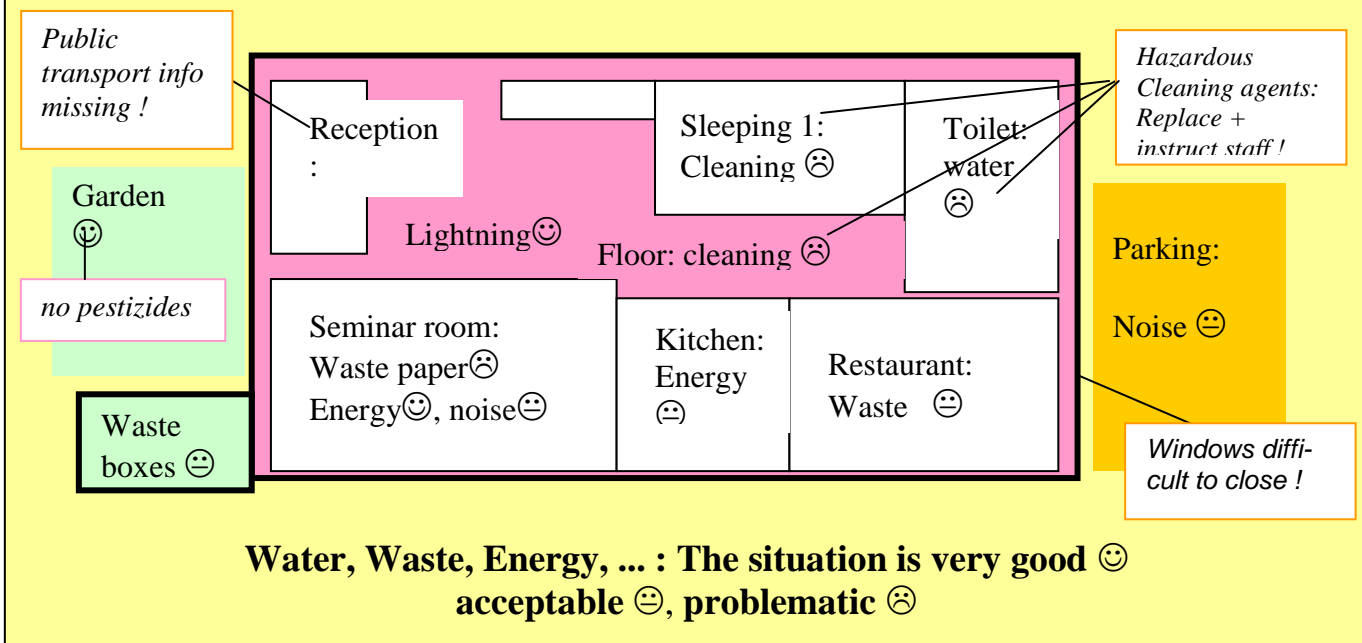 Public
transport info
missing !
Hazardous
Cleaning agents:
Replace +
instruct staff !
Reception
:
Sleeping 1:
Cleaning ☹
Toilet:
water
☹
Garden
☺
Lightning☺
Floor: cleaning ☹
Parking:
Noise 😐
no pestizides
Seminar room:
Waste paper☹
Energy☺, noise😐
Kitchen:
Energy
😐
Restaurant:
Waste 😐
Waste
boxes 😐
Windows diffi-
cult to close !
Water, Waste, Energy, ... : The situation is very good ☺
acceptable 😐, problematic ☹